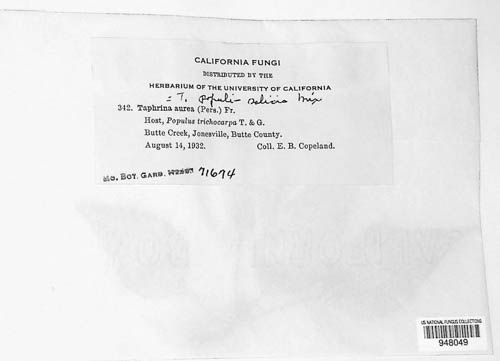 CALIFORNIA FUNGI
DISTRIBUTED BY THE
HERBARIUM OF THE UNIVERSITY OF CALIFORNIA
= T. populi-salicis Mix
342. Taphrina aurea (Pers.) Fr.
Host, Populus trichocarpa T. & G.
Butte Creek, Jonesville, Butte County.
August 14, 1932. Coll. E. B. Copeland.
MO. BOT. GARD. 71674
US NATIONAL FUNGUS COLLECTIONS
948049